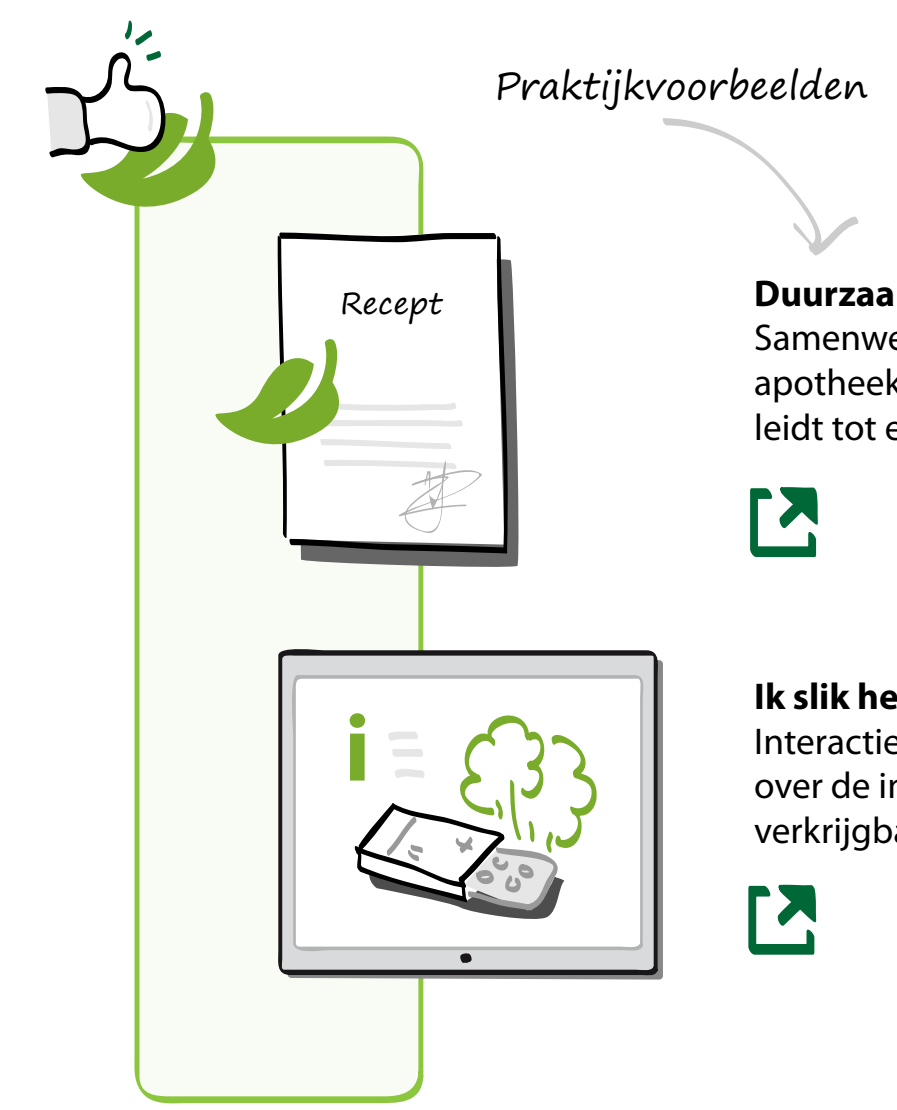 Praktijkvoorbeelden
Recept
Duurzaa
Samenwe
apotheek
leidt tot e
i
Ik slik he
Interactie
over de in
verkrijgba